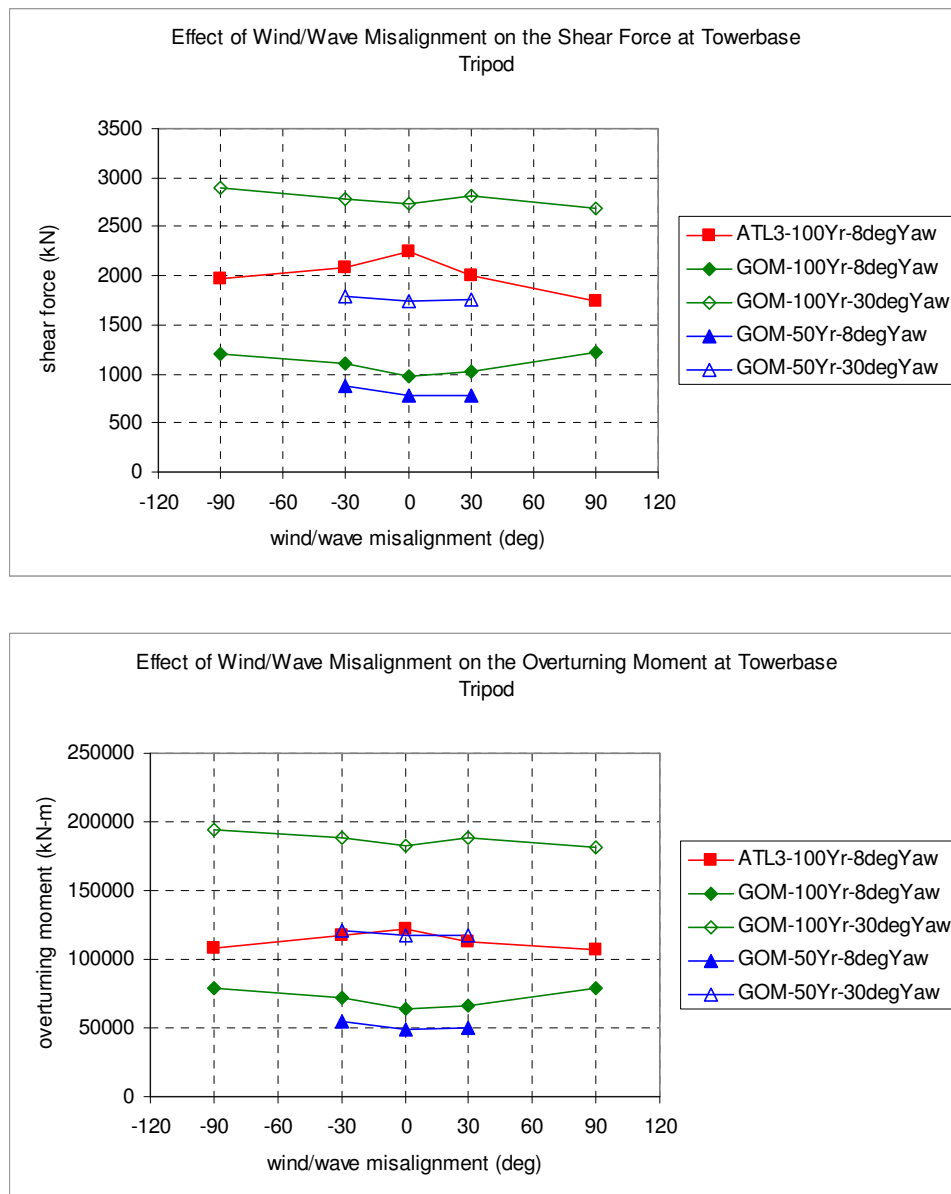 Effect of Wind/Wave Misalignment on the Shear Force at Towerbase
Tripod
3500
3000
2500
2000
1500
1000
500
0
-120 -90 -60 -30 0 30 60 90 120
shear force (kN)
wind/wave misalignment (deg)
ATL3-100Yr-8degYaw
GOM-100Yr-8degYaw
GOM-100Yr-30degYaw
GOM-50Yr-8degYaw
GOM-50Yr-30degYaw
Effect of Wind/Wave Misalignment on the Overturning Moment at Towerbase
Tripod
250000
200000
150000
100000
50000
0
-120 -90 -60 -30 0 30 60 90 120
overturning moment (kN-m)
wind/wave misalignment (deg)
ATL3-100Yr-8degYaw
GOM-100Yr-8degYaw
GOM-100Yr-30degYaw
GOM-50Yr-8degYaw
GOM-50Yr-30degYaw